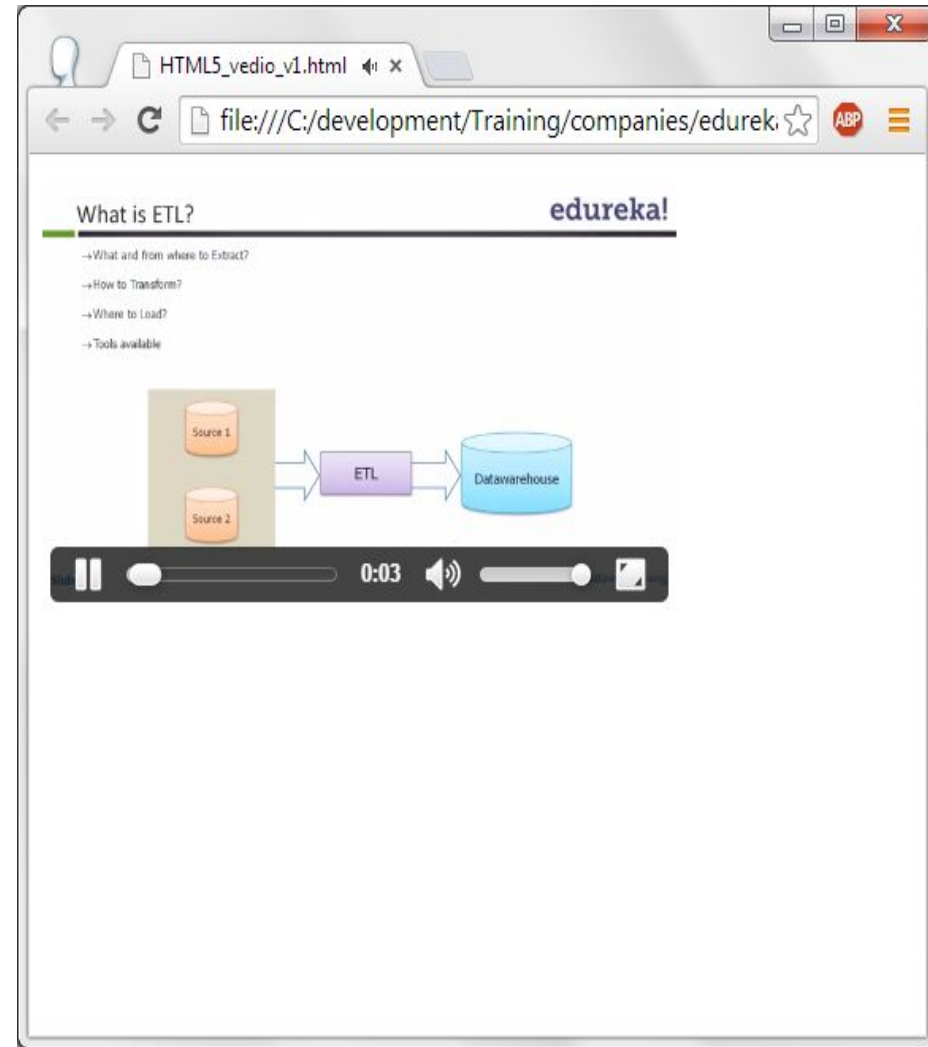 HTML5_vedio_v1.html
file:///C:/development/Training/companies/edurek
ABP
What is ETL?
edureka!
→What and from where to Extract?
→How to Transform?
→Where to Load?
→Tools available
Source 1
ETL
Datawarehouse
Source 2
0:03